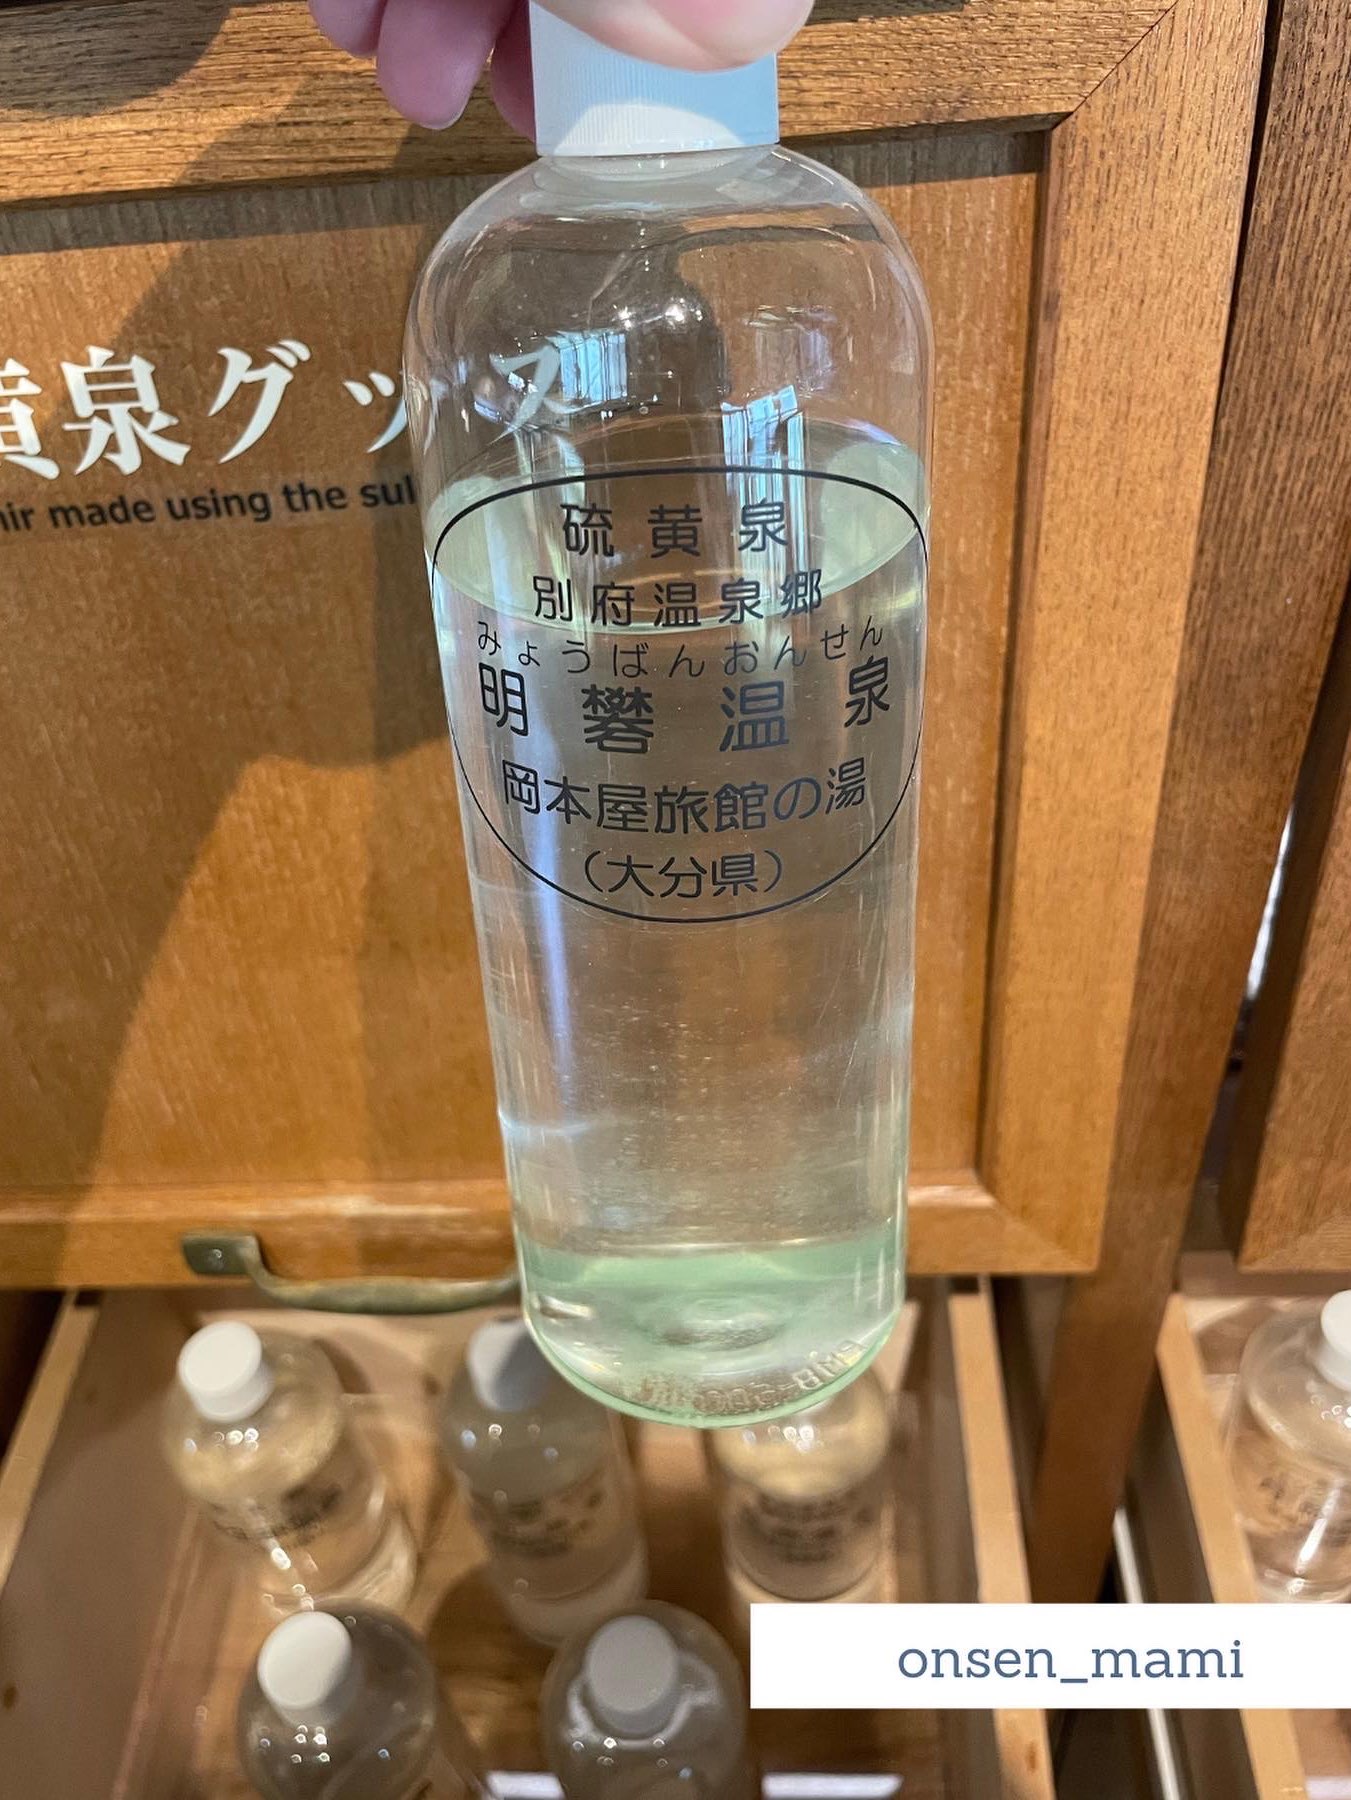 泉グッズ
made using the
硫黄泉
別府温泉郷
みょうばんおんせん
明礬温泉
岡本屋旅館の湯
（大分県）
onsen_mami